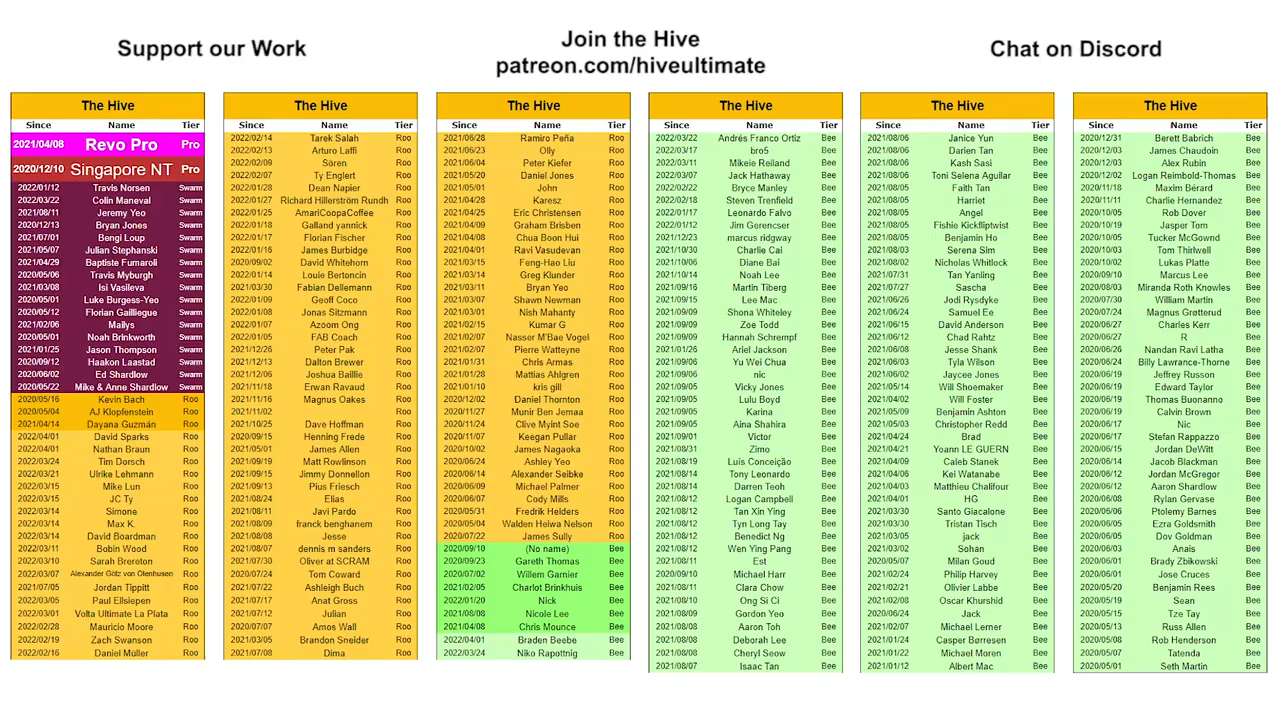 Support our Work
Join the Hive
patreon.com/hiveultimate
Chat on Discord
The Hive
Since Name Tier
2021/04/08 Revo Pro Pro
2020/12/10 Singapore NT Pro
2022/01/12 Travis Norsen Swarm
2022/03/22 Colin Maneval Swarm
2021/08/11 Jeremy Yeo Swarm
2020/12/13 Bryan Jones Swarm
2021/07/01 Bengi Loup Swarm
2021/05/07 Julian Stephanski Swarm
2021/04/29 Baptiste Fumaroli Swarm
2020/05/06 Travis Myburgh Swarm
2021/03/08 Isi Vasileva Swarm
2020/05/01 Luke Burgess-Yeo Swarm
2020/05/12 Florian Gailliegue Swarm
2021/02/06 Mailys Swarm
2020/05/01 Noah Brinkworth Swarm
2021/01/25 Jason Thompson Swarm
2020/09/12 Haakon Laastad Swarm
2020/06/02 Ed Shardlow Swarm
2020/05/22 Mike & Anne Shardlow Swarm
2020/05/16 Kevin Bach Roo
2020/05/04 AJ Klopfenstein Roo
2021/04/14 Dayana Guzmán Roo
2022/04/01 David Sparks Roo
2022/04/01 Nathan Braun Roo
2022/03/24 Tim Dorsch Roo
2022/03/21 Ulrike Lehmann Roo
2022/03/15 Mike Lun Roo
2022/03/15 JC Ty Roo
2022/03/14 Simone Roo
2022/03/14 Max K. Roo
2022/03/14 David Boardman Roo
2022/03/11 Bobin Wood Roo
2022/03/10 Sarah Brereton Roo
2022/03/07 Alexander Götz von Olenhusen Roo
2021/07/05 Jordan Tippitt Roo
2022/03/05 Paul Ellsiepen Roo
2022/03/01 Volta Ultimate La Plata Roo
2022/02/28 Mauricio Moore Roo
2022/02/19 Zach Swanson Roo
2022/02/16 Daniel Müller Roo
The Hive
Since Name Tier
2022/02/14 Tarek Salah Roo
2022/02/13 Arturo Laffi Roo
2022/02/09 Sören Roo
2022/02/07 Ty Englert Roo
2022/01/28 Dean Napier Roo
2022/01/27 Richard Hillerström Rundh Roo
2022/01/25 AmariCoopaCoffee Roo
2022/01/18 Galland yannick Roo
2022/01/17 Florian Fischer Roo
2022/01/16 James Burbidge Roo
2020/09/02 David Whitehorn Roo
2022/01/14 Louie Bertoncin Roo
2021/03/30 Fabian Dellemann Roo
2022/01/09 Geoff Coco Roo
2022/01/08 Jonas Sitzmann Roo
2022/01/07 Azoom Ong Roo
2022/01/05 FAB Coach Roo
2021/12/26 Peter Pak Roo
2021/12/13 Dalton Brewer Roo
2021/12/06 Joshua Baillie Roo
2021/11/18 Erwan Ravaud Roo
2021/11/16 Magnus Oakes Roo
2021/11/02 Roo
2021/10/25 Dave Hoffman Roo
2020/09/15 Henning Frede Roo
2021/05/01 James Allen Roo
2021/09/19 Matt Rowlinson Roo
2021/09/15 Jimmy Donnellon Roo
2021/09/13 Pius Friesch Roo
2021/08/24 Elias Roo
2021/08/11 Javi Pardo Roo
2021/08/09 franck benghanem Roo
2021/08/08 Jesse Roo
2021/08/07 dennis m sanders Roo
2021/07/30 Oliver at SCRAM Roo
2020/07/24 Tom Coward Roo
2021/07/22 Ashleigh Buch Roo
2021/07/17 Anat Gross Roo
2021/07/12 Julian Roo
2020/07/07 Amos Wall Roo
2021/03/05 Brandon Sneider Roo
2021/07/08 Dima Roo
The Hive
Since Name Tier
2021/06/28 Ramiro Peña Roo
2021/06/23 Olly Roo
2021/06/04 Peter Kiefer Roo
2021/05/20 Daniel Jones Roo
2021/05/01 John Roo
2021/04/28 Karesz Roo
2021/04/25 Eric Christensen Roo
2021/04/09 Graham Brisben Roo
2021/04/08 Chua Boon Hui Roo
2021/04/01 Ravi Vasudevan Roo
2021/03/15 Feng-Hao Liu Roo
2021/03/14 Greg Klunder Roo
2021/03/11 Bryan Yeo Roo
2021/03/07 Shawn Newman Roo
2021/03/01 Nish Mahanty Roo
2021/02/15 Kumar G Roo
2021/02/07 Nasser M'Bae Vogel Roo
2021/02/07 Pierre Watteyne Roo
2021/01/31 Chris Armas Roo
2021/01/28 Mattias Ahlgren Roo
2021/01/10 kris gill Roo
2020/12/02 Daniel Thornton Roo
2020/11/27 Munir Ben Jemaa Roo
2020/11/24 Clive Myint Soe Roo
2020/11/07 Keegan Pullar Roo
2020/10/02 James Nagaoka Roo
2020/06/24 Ashley Yeo Roo
2020/06/14 Alexander Seibke Roo
2020/06/09 Michael Palmer Roo
2020/06/07 Cody Mills Roo
2020/05/31 Fredrik Helders Roo
2020/05/04 Walden Heiwa Nelson Roo
2020/07/22 James Sully Roo
2020/09/10 (No name) Bee
2020/09/23 Gareth Thomas Bee
2020/07/02 Willem Garnier Bee
2021/02/05 Charlot Brinkhuis Bee
2022/01/20 Nick Bee
2021/08/08 Nicole Lee Bee
2021/04/08 Chris Mounce Bee
2022/04/01 Braden Beebe Bee
2022/03/24 Niko Rapottnig Bee
The Hive
Since Name Tier
2022/03/22 Andrés Franco Ortiz Bee
2022/03/17 bro5 Bee
2022/03/11 Mikeie Reiland Bee
2022/03/07 Jack Hathaway Bee
2022/02/22 Bryce Manley Bee
2022/02/18 Steven Trenfield Bee
2022/01/17 Leonardo Falvo Bee
2022/01/12 Jim Gerencser Bee
2021/12/23 marcus ridgway Bee
2021/10/30 Charlie Cai Bee
2021/10/06 Diane Bai Bee
2021/10/14 Noah Lee Bee
2021/09/16 Martin Tiberg Bee
2021/09/15 Lee Mac Bee
2021/09/09 Shona Whiteley Bee
2021/09/09 Zoe Todd Bee
2021/09/09 Hannah Schrempf Bee
2021/01/26 Ariel Jackson Bee
2021/09/06 Yu Wei Chua Bee
2021/09/06 nic Bee
2021/09/05 Vicky Jones Bee
2021/09/05 Lulu Boyd Bee
2021/09/05 Karina Bee
2021/09/05 Aina Shahira Bee
2021/09/01 Victor Bee
2021/08/31 Zimo Bee
2021/08/19 Luís Conceição Bee
2021/08/14 Tony Leonardo Bee
2021/08/14 Darren Teoh Bee
2021/08/12 Logan Campbell Bee
2021/08/12 Tan Xin Ying Bee
2021/08/12 Tyn Long Tay Bee
2021/08/12 Benedict Ng Bee
2021/08/12 Wen Ying Pang Bee
2021/08/11 Est Bee
2020/09/10 Michael Harr Bee
2021/08/11 Clara Chow Bee
2021/08/10 Ong Si Ci Bee
2021/08/09 Gordon Yeo Bee
2021/08/08 Aaron Toh Bee
2021/08/08 Deborah Lee Bee
2021/08/08 Cheryl Seow Bee
2021/08/07 Isaac Tan Bee
The Hive
Since Name Tier
2021/08/06 Janice Yun Bee
2021/08/06 Darien Tan Bee
2021/08/06 Kash Sasi Bee
2021/08/06 Toni Selena Aguilar Bee
2021/08/05 Faith Tan Bee
2021/08/05 Harriet Bee
2021/08/05 Angel Bee
2021/08/05 Fishie Kickfliptwist Bee
2021/08/05 Benjamin Ho Bee
2021/08/03 Serena Sim Bee
2021/08/02 Nicholas Whitlock Bee
2021/07/31 Tan Yanling Bee
2021/07/27 Sascha Bee
2021/06/26 Jodi Rysdyke Bee
2021/06/24 Samuel Ee Bee
2021/06/15 David Anderson Bee
2021/06/12 Chad Rahtz Bee
2021/06/08 Jesse Shank Bee
2021/06/03 Tyla Wilson Bee
2021/06/02 Jaycee Jones Bee
2021/05/14 Will Shoemaker Bee
2021/04/02 Will Foster Bee
2021/05/09 Benjamin Ashton Bee
2021/05/03 Christopher Redd Bee
2021/04/24 Brad Bee
2021/04/21 Yoann LE GUERN Bee
2021/04/09 Caleb Stanek Bee
2021/04/06 Kei Watanabe Bee
2021/04/03 Matthieu Chalifour Bee
2021/04/01 HG Bee
2021/03/30 Santo Giacalone Bee
2021/03/30 Tristan Tisch Bee
2021/03/05 jack Bee
2021/03/02 Sohan Bee
2020/05/07 Milan Goud Bee
2021/02/24 Philip Harvey Bee
2021/02/21 Olivier Labbe Bee
2021/02/08 Oscar Khurshid Bee
2020/06/24 Jack Bee
2021/02/07 Michael Lerner Bee
2021/01/24 Casper Børresen Bee
2021/01/22 Michael Moren Bee
2021/01/12 Albert Mac Bee
The Hive
Since Name Tier
2020/12/31 Berett Babrich Bee
2020/12/03 James Chaudoin Bee
2020/12/03 Alex Rubin Bee
2020/12/02 Logan Reimbold-Thomas Bee
2020/11/18 Maxim Bérard Bee
2020/11/11 Charlie Hernandez Bee
2020/10/05 Rob Dover Bee
2020/10/19 Jasper Tom Bee
2020/10/05 Tucker McGownd Bee
2020/10/03 Tom Thirlwell Bee
2020/10/02 Lukas Platte Bee
2020/09/10 Marcus Lee Bee
2020/08/03 Miranda Roth Knowles Bee
2020/07/30 William Martin Bee
2020/07/24 Magnus Grøtterud Bee
2020/06/27 Charles Kerr Bee
2020/06/27 R Bee
2020/06/26 Nandan Ravi Latha Bee
2020/06/24 Billy Lawrance-Thorne Bee
2020/06/19 Jeffrey Russon Bee
2020/06/19 Edward Taylor Bee
2020/06/19 Thomas Buonanno Bee
2020/06/19 Calvin Brown Bee
2020/06/17 Nic Bee
2020/06/17 Stefan Rappazzo Bee
2020/06/15 Jordan DeWitt Bee
2020/06/14 Jacob Blackman Bee
2020/06/12 Jordan McGregor Bee
2020/06/12 Aaron Shardlow Bee
2020/06/08 Rylan Gervase Bee
2020/06/06 Ptolemy Barnes Bee
2020/06/05 Ezra Goldsmith Bee
2020/06/04 Dov Goldman Bee
2020/06/03 Anais Bee
2020/06/01 Brady Zbikowski Bee
2020/06/01 Jose Cruces Bee
2020/05/20 Benjamin Rees Bee
2020/05/19 Sean Bee
2020/05/15 Tze Tay Bee
2020/05/13 Russ Allen Bee
2020/05/08 Rob Henderson Bee
2020/05/07 Tatenda Bee
2020/05/01 Seth Martin Bee